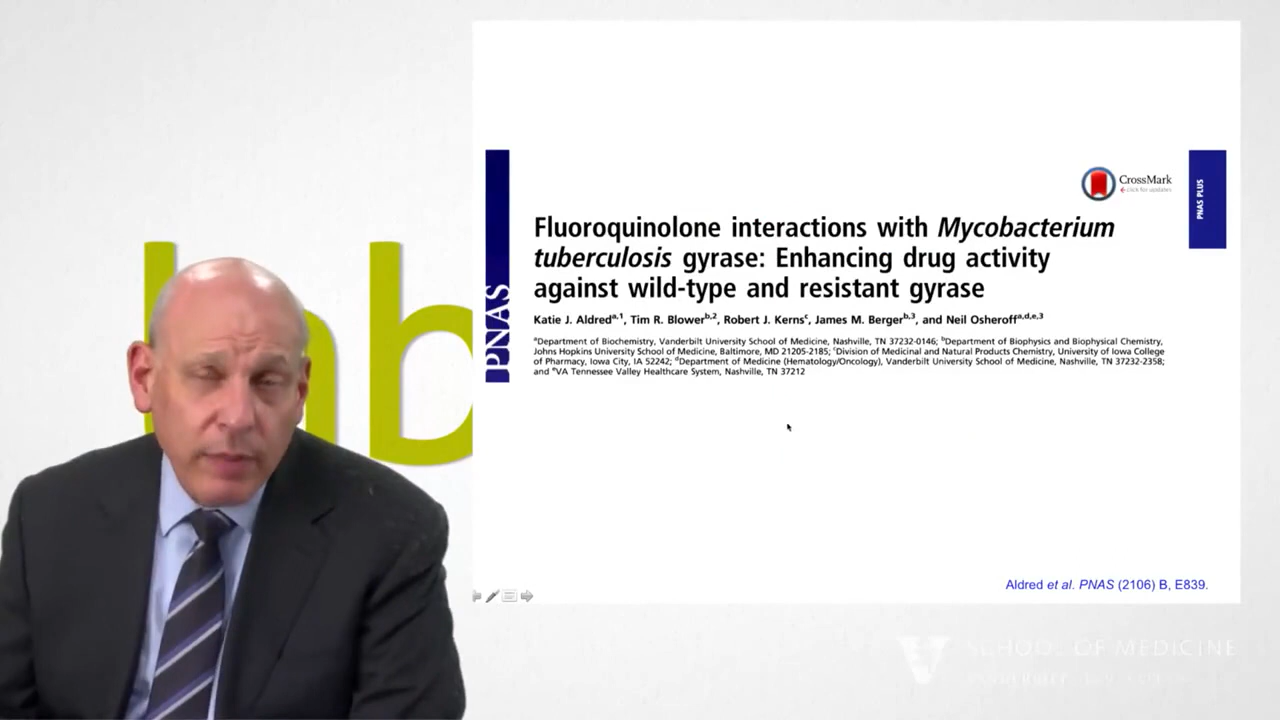 CrossMark
click for updates
PNAS PLUS
PNAS
Fluoroquinolone interactions with Mycobacterium
tuberculosis gyrase: Enhancing drug activity
against wild-type and resistant gyrase
Katie J. Aldredᵃ,¹, Tim R. Blowerᵇ,², Robert J. Kernsᶜ, James M. Bergerᵇ,³, and Neil Osheroffᵃ,ᵈ,ᵉ,³
ᵃDepartment of Biochemistry, Vanderbilt University School of Medicine, Nashville, TN 37232-0146; ᵇDepartment of Biophysics and Biophysical Chemistry,
Johns Hopkins University School of Medicine, Baltimore, MD 21205-2185; ᶜDivision of Medicinal and Natural Products Chemistry, University of Iowa College
of Pharmacy, Iowa City, IA 52242; ᵈDepartment of Medicine (Hematology/Oncology), Vanderbilt University School of Medicine, Nashville, TN 37232-2358;
and ᵉVA Tennessee Valley Healthcare System, Nashville, TN 37212
Aldred et al. PNAS (2106) B, E839.
SCHOOL OF MEDICINE